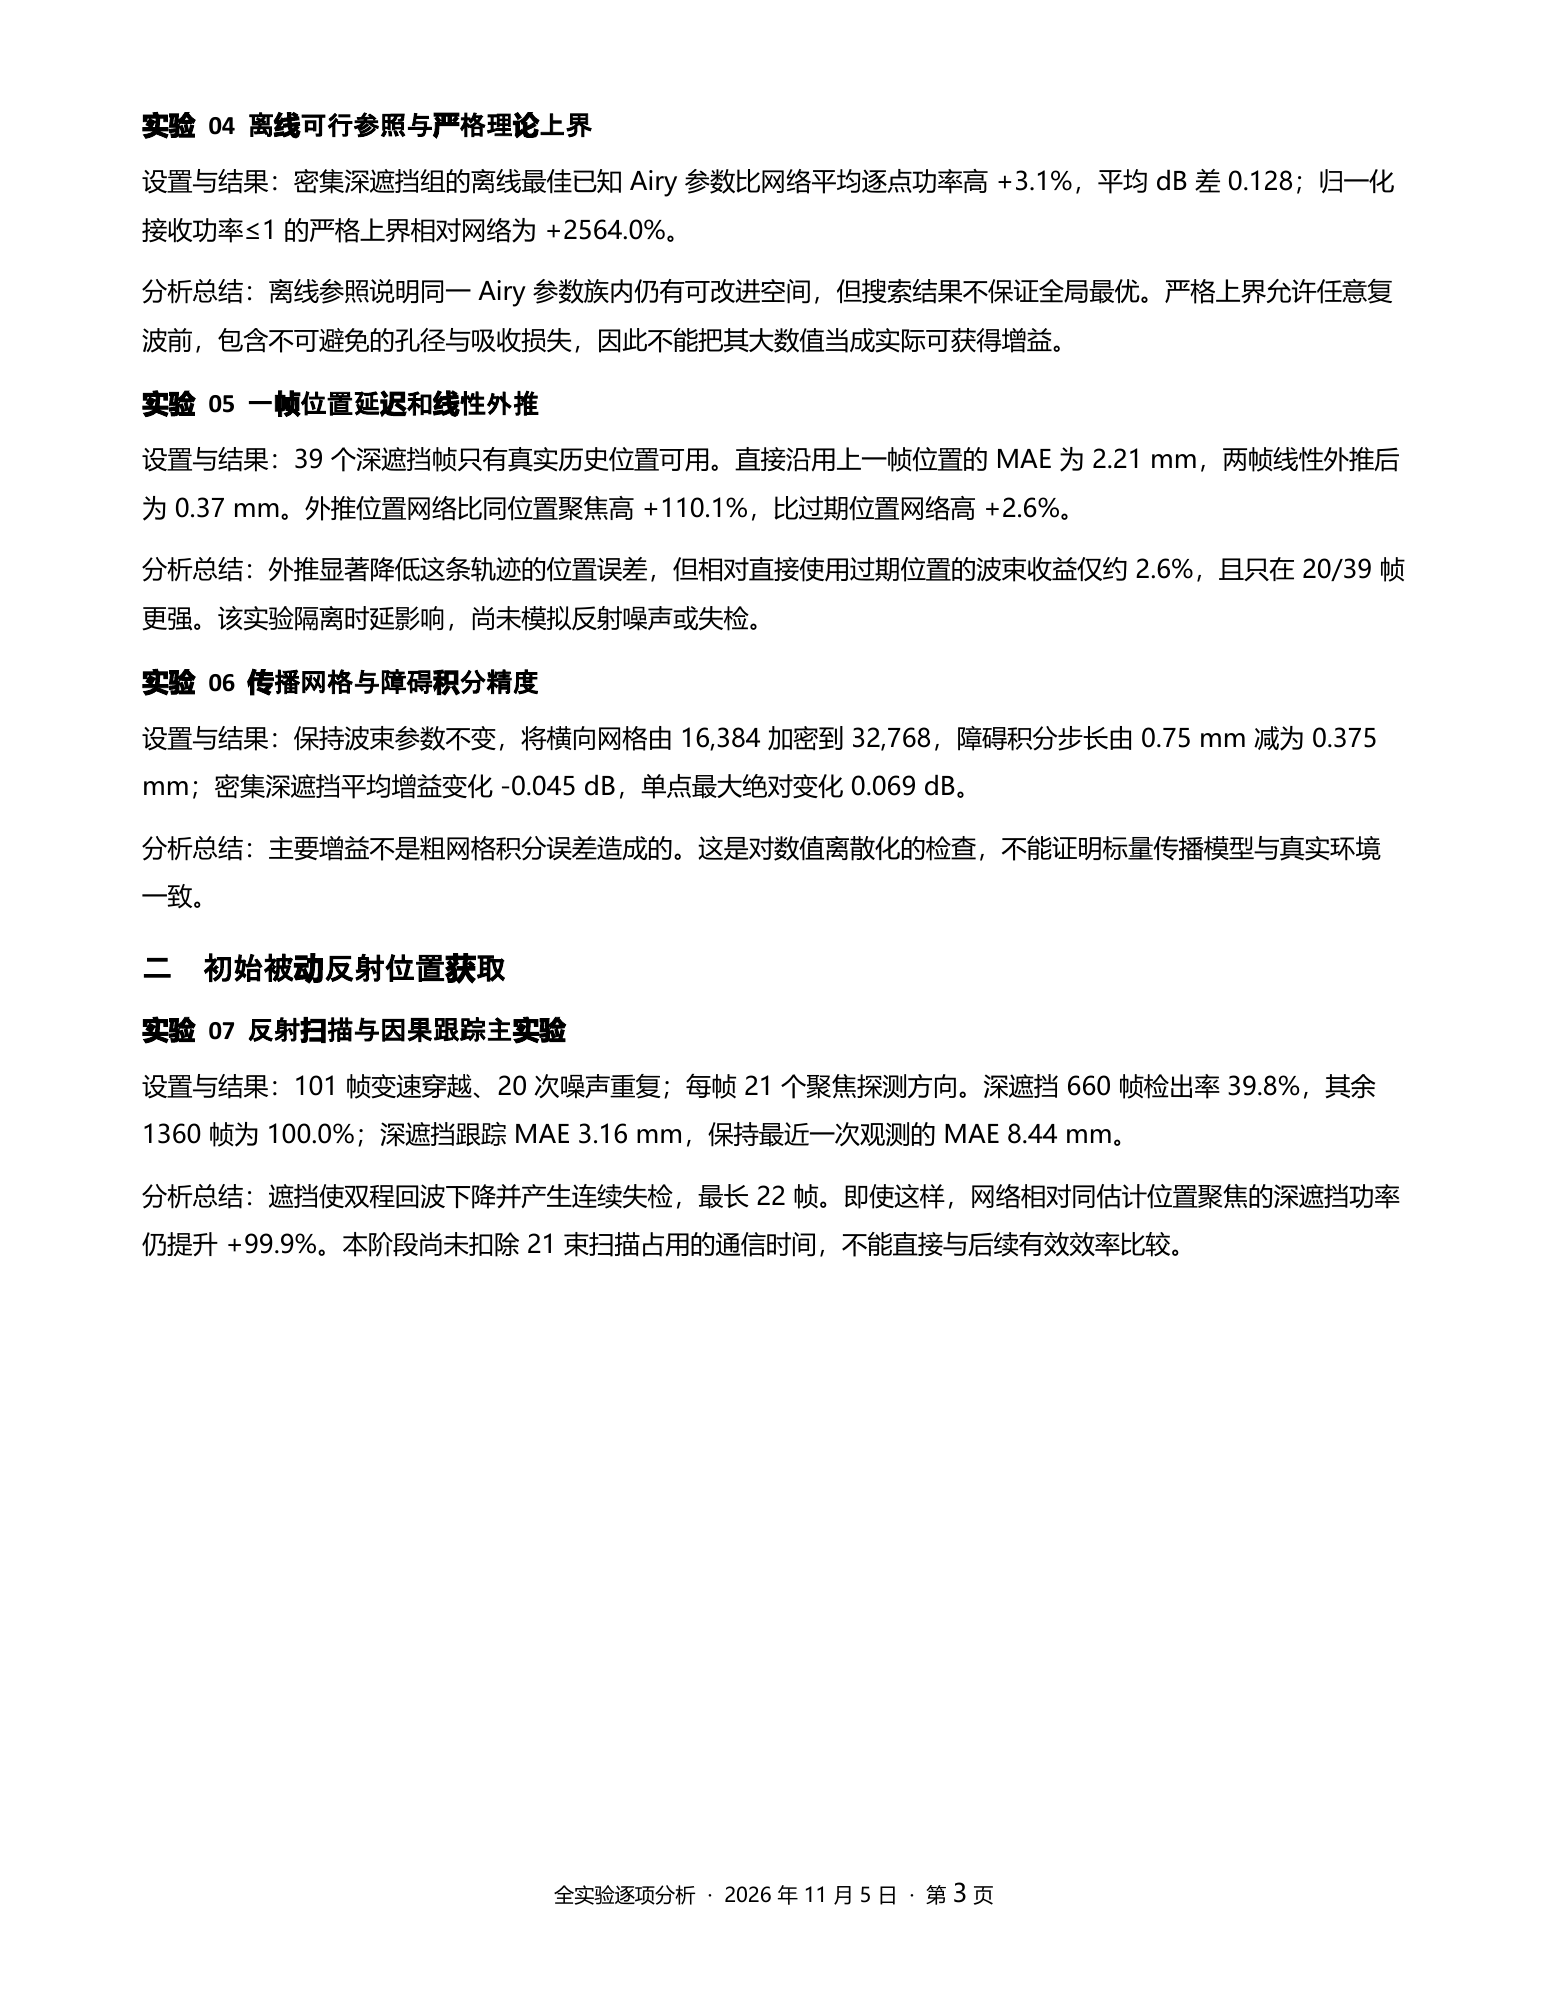 实验 04 离线可行参照与严格理论上界
设置与结果：密集深遮挡组的离线最佳已知 Airy 参数比网络平均逐点功率高 +3.1%，平均 dB 差 0.128；归一化
接收功率≤1 的严格上界相对网络为 +2564.0%。
分析总结：离线参照说明同一 Airy 参数族内仍有可改进空间，但搜索结果不保证全局最优。严格上界允许任意复
波前，包含不可避免的孔径与吸收损失，因此不能把其大数值当成实际可获得增益。
实验 05 一帧位置延迟和线性外推
设置与结果：39 个深遮挡帧只有真实历史位置可用。直接沿用上一帧位置的 MAE 为 2.21 mm，两帧线性外推后
为 0.37 mm。外推位置网络比同位置聚焦高 +110.1%，比过期位置网络高 +2.6%。
分析总结：外推显著降低这条轨迹的位置误差，但相对直接使用过期位置的波束收益仅约 2.6%，且只在 20/39 帧
更强。该实验隔离时延影响，尚未模拟反射噪声或失检。
实验 06 传播网格与障碍积分精度
设置与结果：保持波束参数不变，将横向网格由 16,384 加密到 32,768，障碍积分步长由 0.75 mm 减为 0.375
mm；密集深遮挡平均增益变化 -0.045 dB，单点最大绝对变化 0.069 dB。
分析总结：主要增益不是粗网格积分误差造成的。这是对数值离散化的检查，不能证明标量传播模型与真实环境
一致。
二 初始被动反射位置获取
实验 07 反射扫描与因果跟踪主实验
设置与结果：101 帧变速穿越、20 次噪声重复；每帧 21 个聚焦探测方向。深遮挡 660 帧检出率 39.8%，其余
1360 帧为 100.0%；深遮挡跟踪 MAE 3.16 mm，保持最近一次观测的 MAE 8.44 mm。
分析总结：遮挡使双程回波下降并产生连续失检，最长 22 帧。即使这样，网络相对同估计位置聚焦的深遮挡功率
仍提升 +99.9%。本阶段尚未扣除 21 束扫描占用的通信时间，不能直接与后续有效效率比较。
全实验逐项分析 · 2026 年 11 月 5 日 · 第 3 页